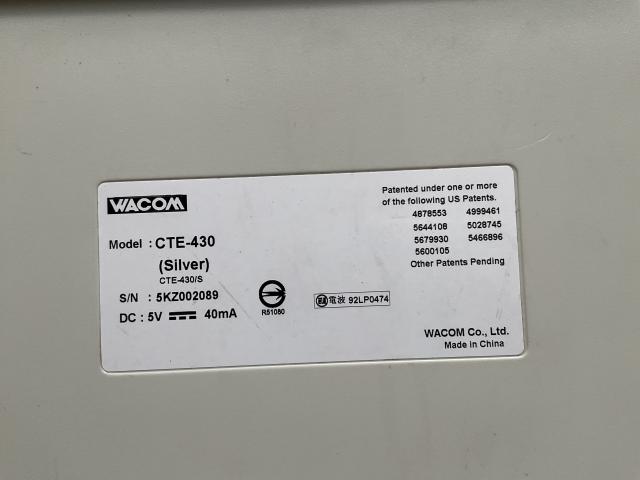 WACOM
Model : CTE-430
(Silver)
CTE-430/S
S/N : 5KZ002089
DC : 5V 40mA
R51080
電波 92LP0474
Patented under one or more
of the following US Patents.
4878553 4999461
5644108 5028745
5679930 5466896
5600105
Other Patents Pending
WACOM Co., Ltd.
Made in China